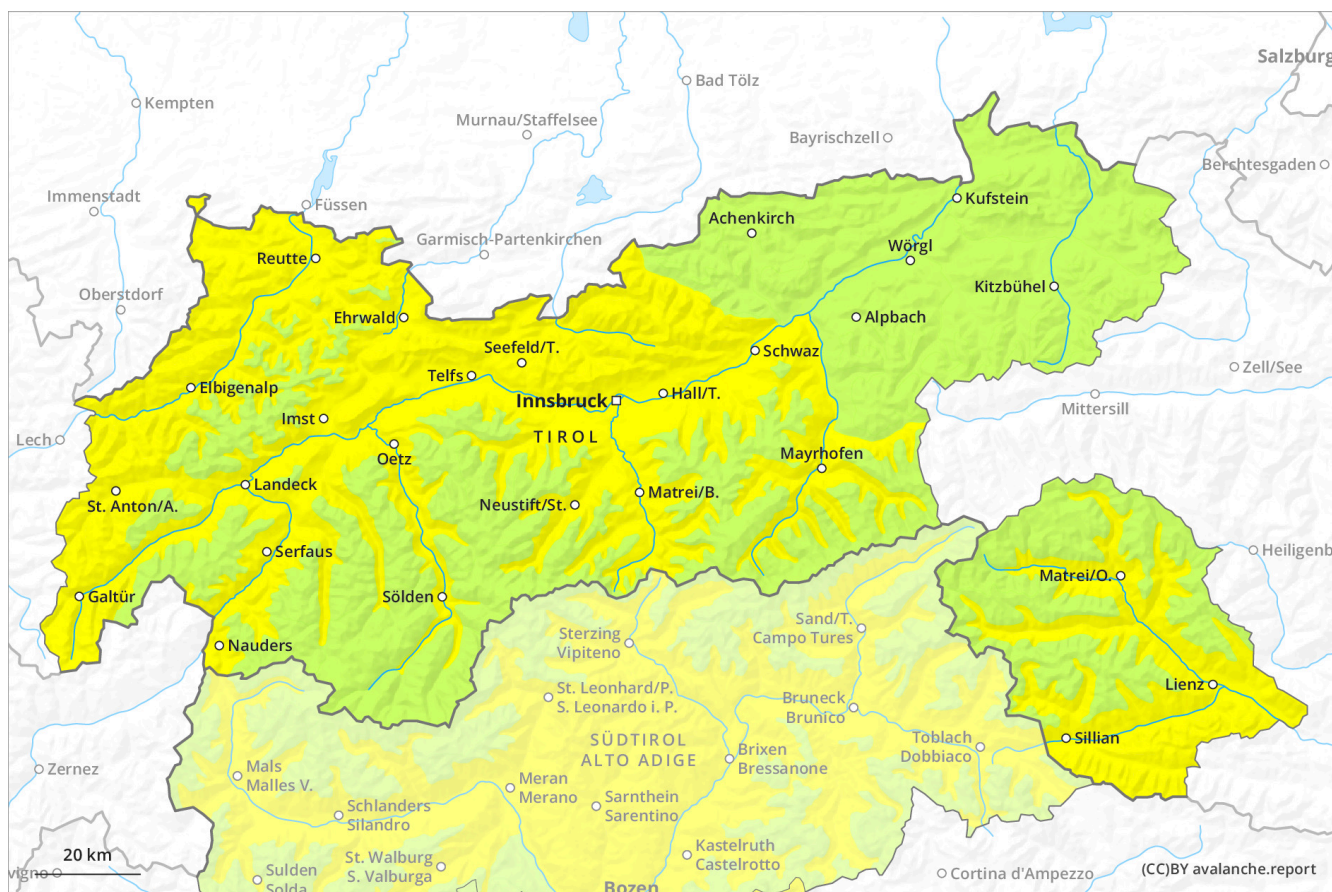 Salzburg
Bad Tölz
Kempten
Murnau/Staffelsee
Bayrischzell
Berchtesgaden
Immenstadt
Füssen
Kufstein
Achenkirch
Garmisch-Partenkirchen
Wörgl
Reutte
Kitzbühel
Oberstdorf
Ehrwald
Alpbach
Seefeld/T.
Schwaz
Zell/See
Telfs
Elbigenalp
Innsbruck
Hall/T.
Mittersill
Imst
Lech
TIROL
Oetz
Mayrhofen
Landeck
Matrei/B.
St. Anton/A.
Neustift/St.
Serfaus
Heiligenb
Matrei/O.
Galtür
Sölden
Sand/T.
Campo Tures
Sterzing
Vipiteno
Nauders
Lienz
St. Leonhard/P.
S. Leonardo i. P.
Bruneck
Brunico
SÜDTIROL
ALTO ADIGE
Sillian
Toblach
Dobbiaco
Brixen
Bressanone
Zernez
Mals
Malles V.
Meran
Merano
Sarnthein
Sarentino
Schlanders
Silandro
Kastelruth
Castelrotto
20 km
St. Walburg
S. Valburga
vigno
Sulden
Solda
Bozen
Cortina d'Ampezzo
(CC)BY avalanche.report